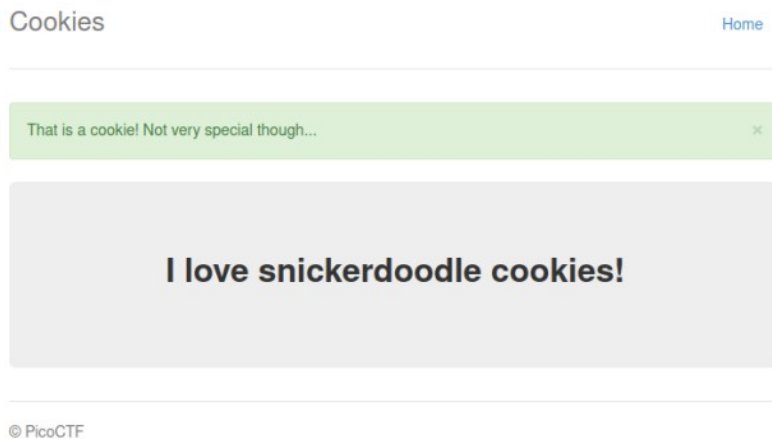 Cookies
Home
That is a cookie! Not very special though...
×
I love snickerdoodle cookies!
© PicoCTF